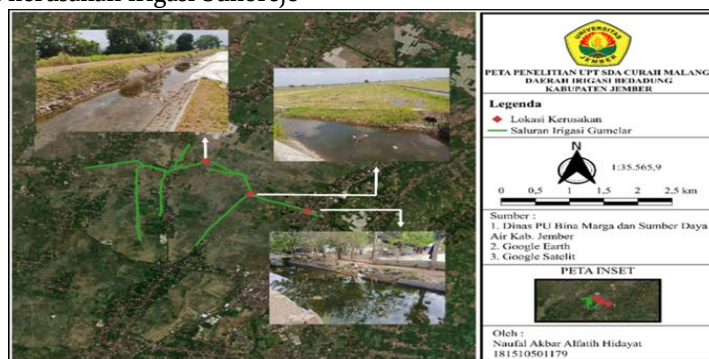 kerusakan Irigasi
UNIVERSITAS
JEMBER
PETA PENELITIAN UPT SDA CURAH MALANG
DAERAH IRIGASI BEDADUNG
KABUPATEN JEMBER
Legenda
Lokasi Kerusakan
Saluran Irigasi Gumelar
N
1:35.565,9
0 0,5 1 1,5 2 2,5 km
Sumber :
1. Dinas PU Bina Marga dan Sumber Daya
Air Kab. Jember
2. Google Earth
3. Google Satelit
PETA INSET
Oleh :
Naufal Akbar Alfatih Hidayat
181510501179